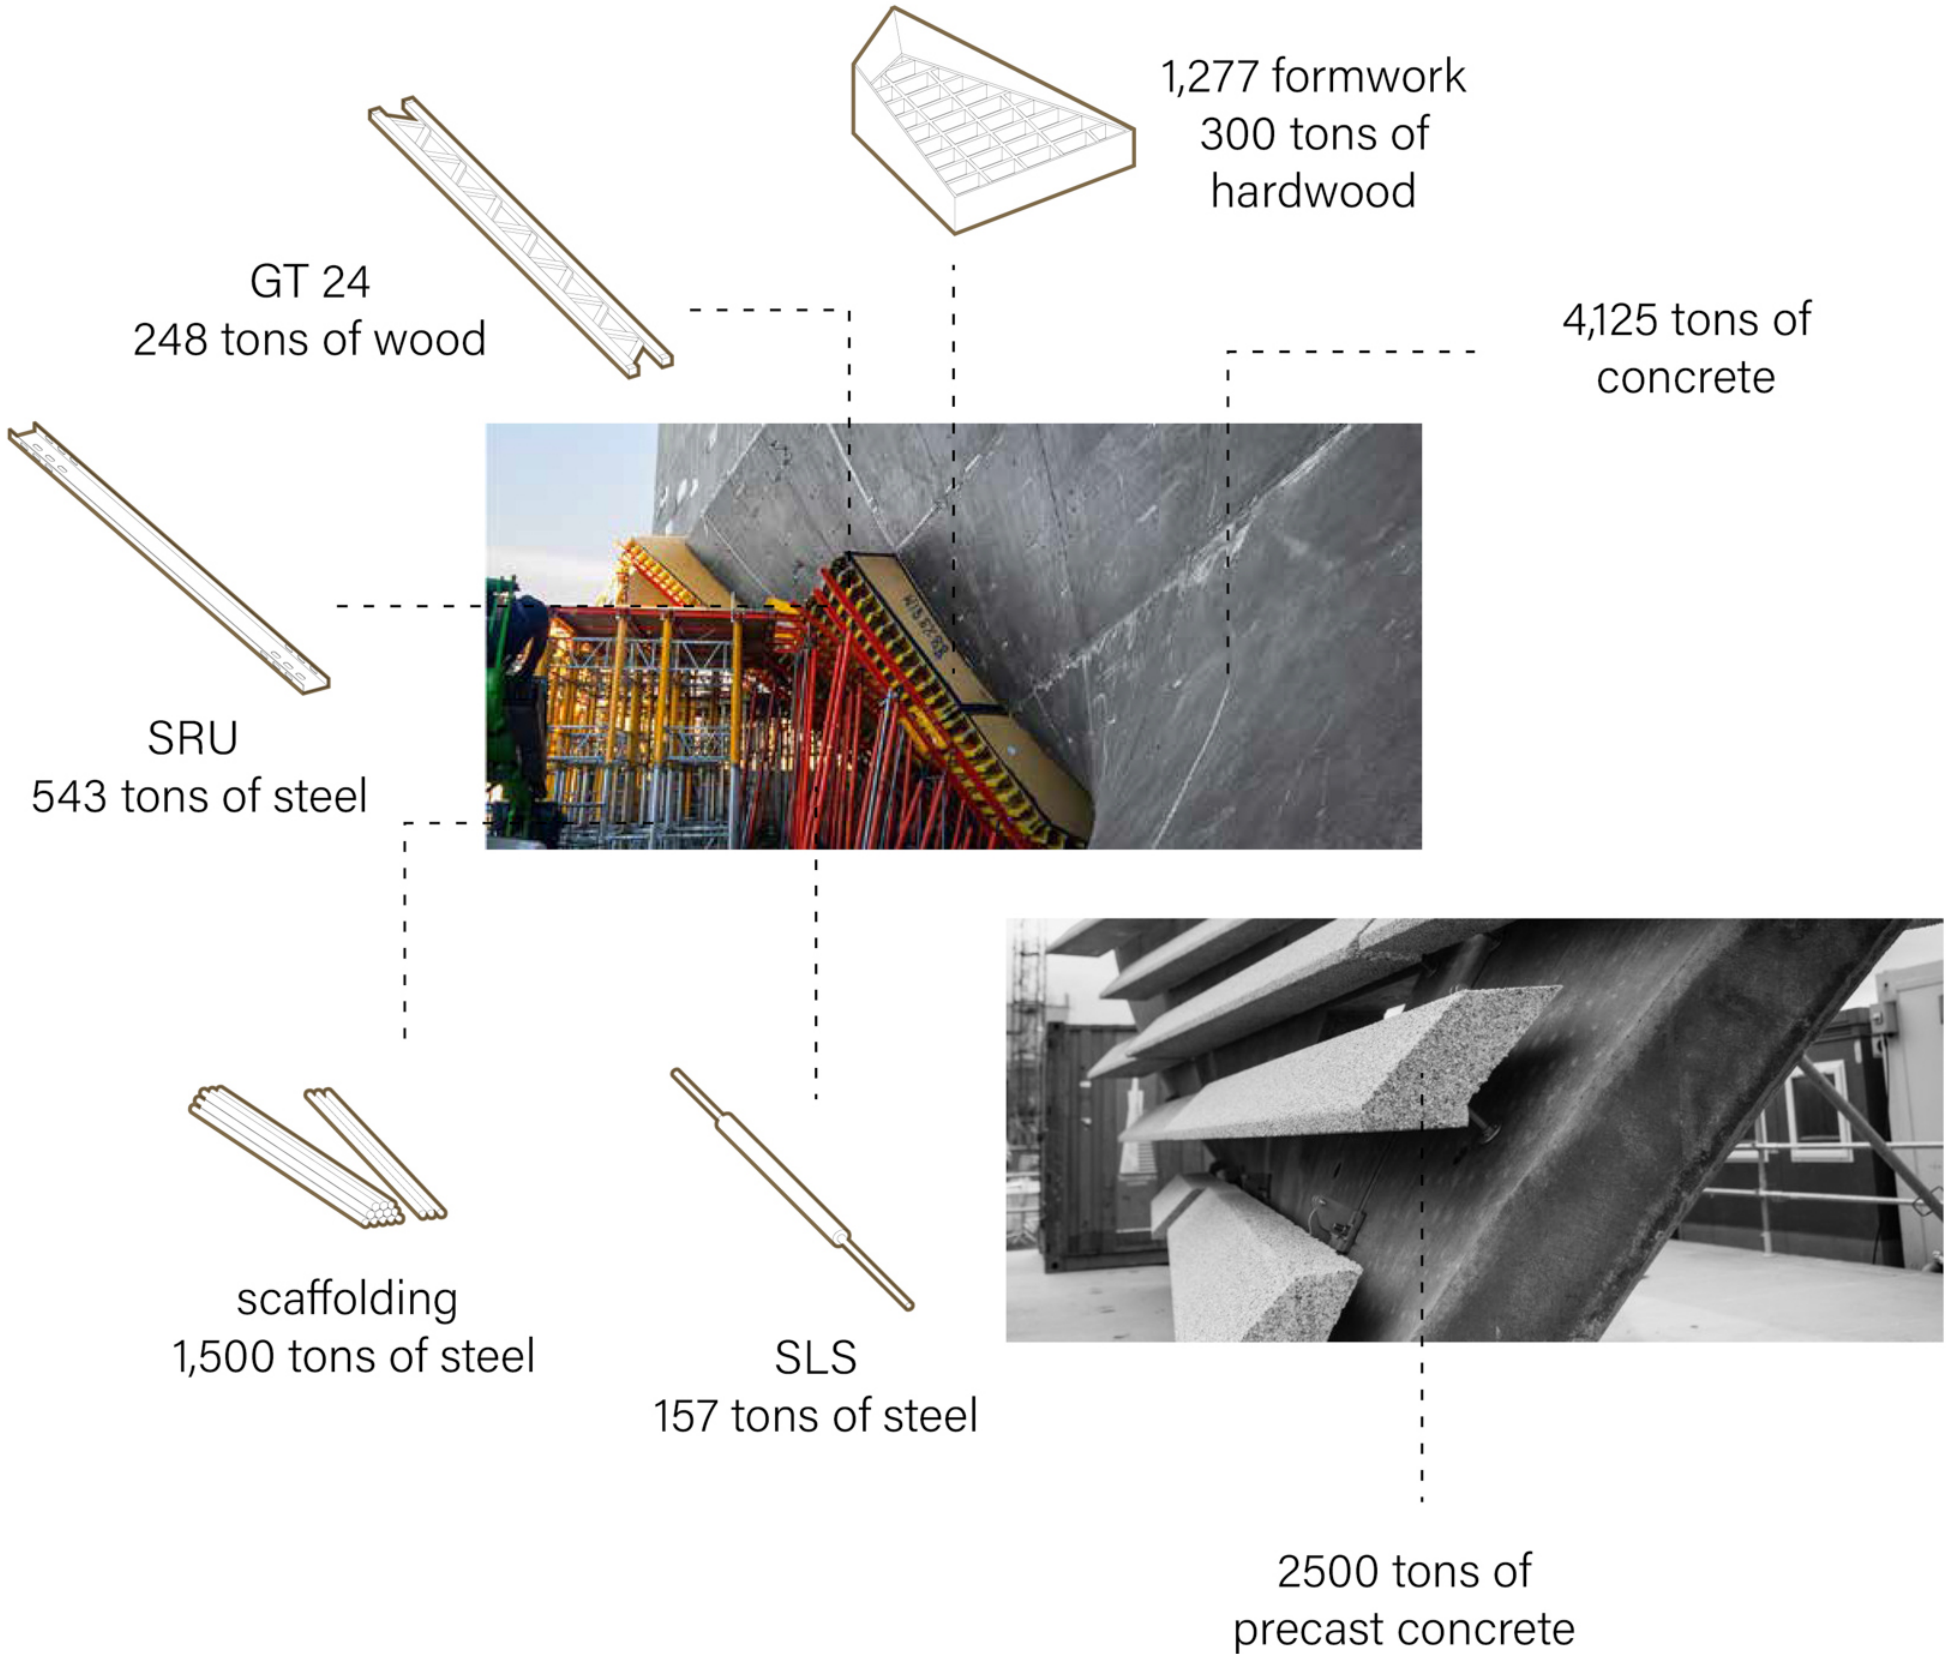 1,277 formwork
300 tons of
hardwood
GT 24
248 tons of wood
4,125 tons of
concrete
SRU
543 tons of steel
scaffolding
1,500 tons of steel
SLS
157 tons of steel
2500 tons of
precast concrete